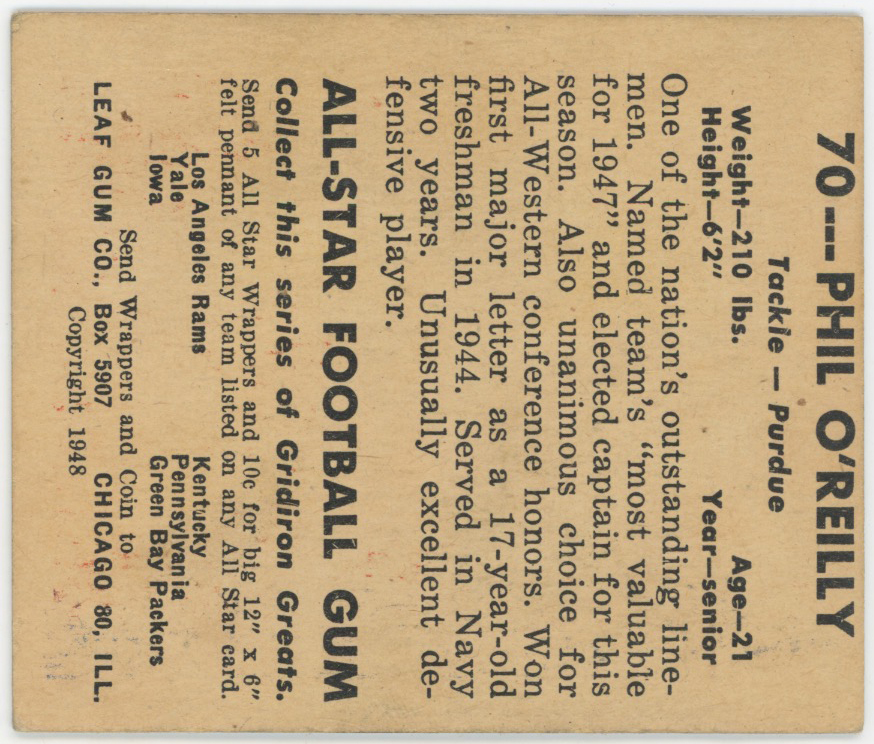 70---PHIL O'REILLY
Tackle — Purdue
Weight—210 lbs. Age—21
Height—6'2" Year—senior
One of the nation's outstanding line-
men. Named team's "most valuable
for 1947" and elected captain for this
season. Also unanimous choice for
All-Western conference honors. Won
first major letter as a 17-year-old
freshman in 1944. Served in Navy
two years. Unusually excellent de-
fensive player.
ALL-STAR FOOTBALL GUM
Collect this series of Gridiron Greats.
Send 5 All Star Wrappers and 10c for big 12" x 6"
felt pennant of any team listed on any All Star card.
Los Angeles Rams Kentucky
Yale Pennsylvania
Iowa Green Bay Packers
Send Wrappers and Coin to
LEAF GUM CO., Box 5907 CHICAGO 80, ILL.
Copyright 1948